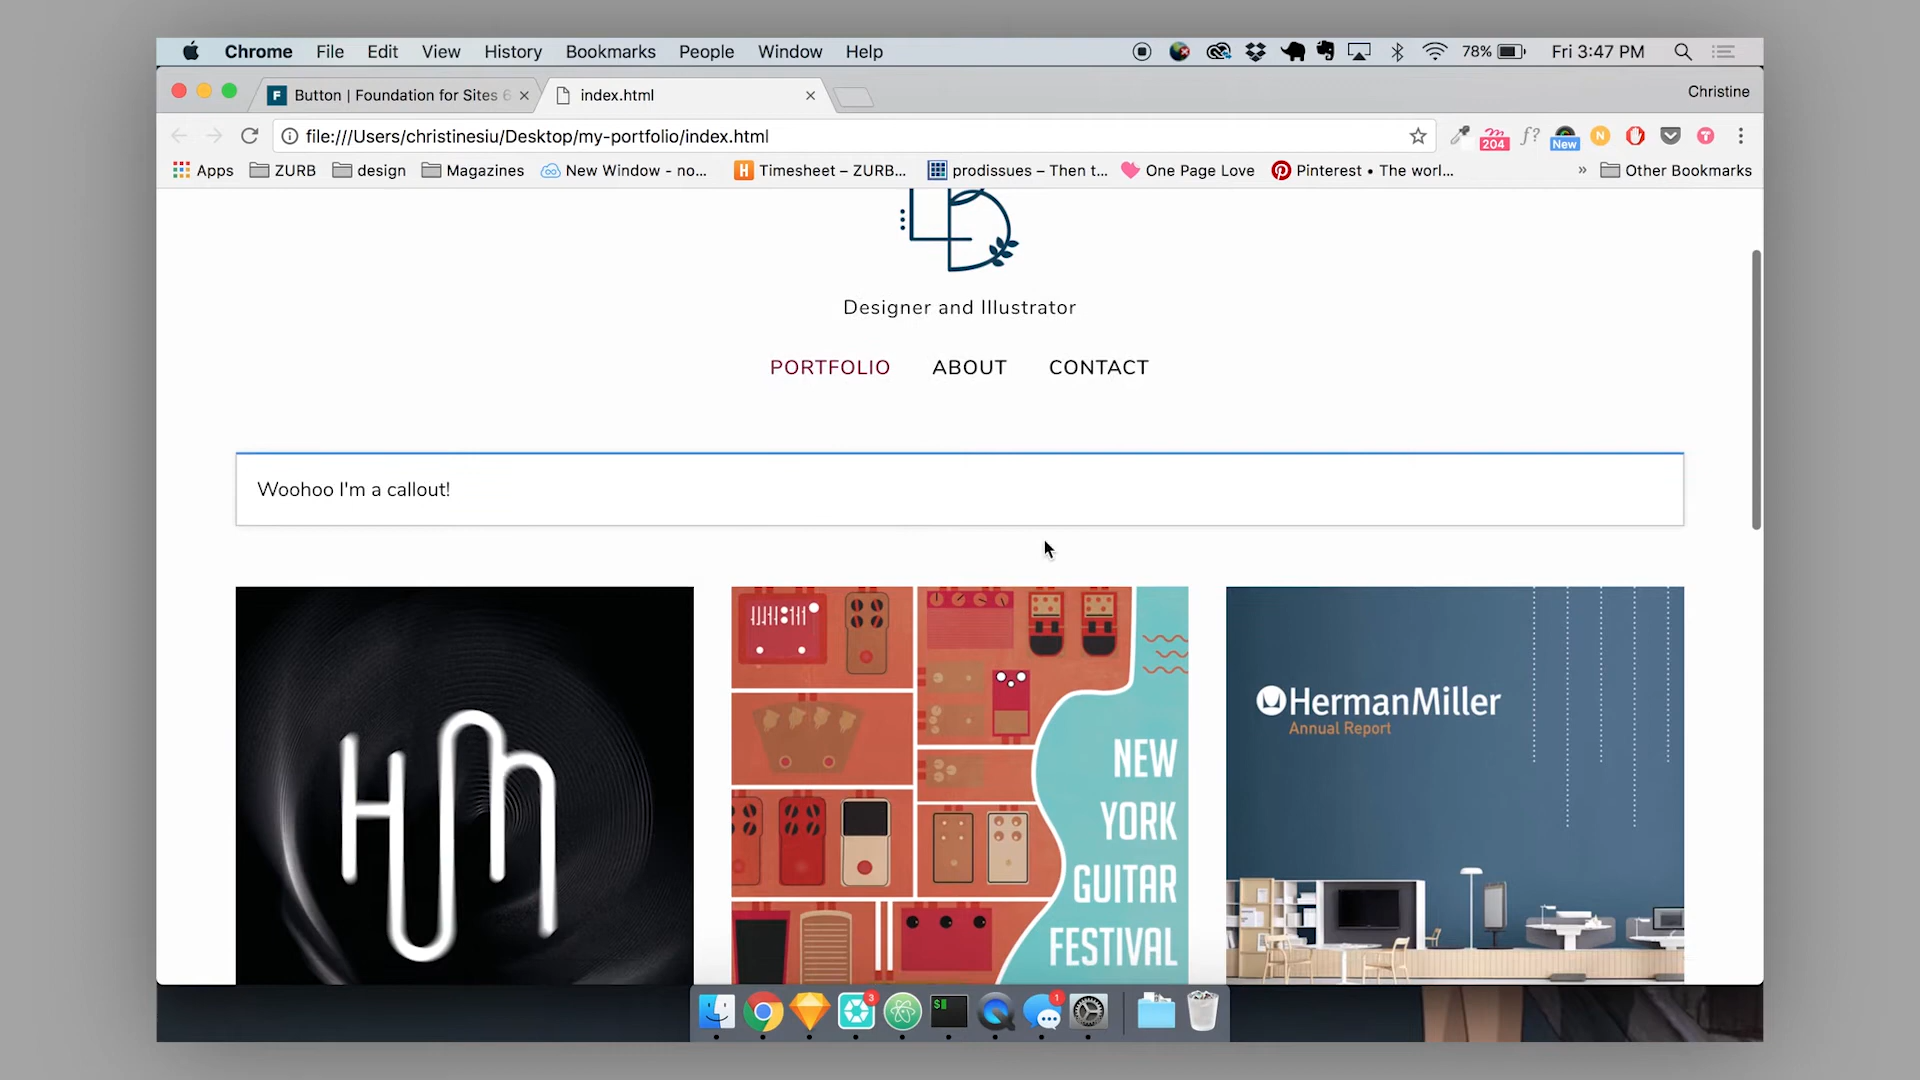 Chrome File Edit View History Bookmarks People Window Help 78% Fri 3:47 PM
Button | Foundation for Sites 6 index.html Christine
file:///Users/christinesiu/Desktop/my-portfolio/index.html f? 204 New N T
Apps ZURB design Magazines New Window - no... H Timesheet – ZURB... prodissues – Then t... One Page Love Pinterest • The worl... » Other Bookmarks
Designer and Illustrator
PORTFOLIO ABOUT CONTACT
Woohoo I'm a callout!
HUM
NEW
YORK
GUITAR
FESTIVAL
HermanMiller
Annual Report
3 $ 1